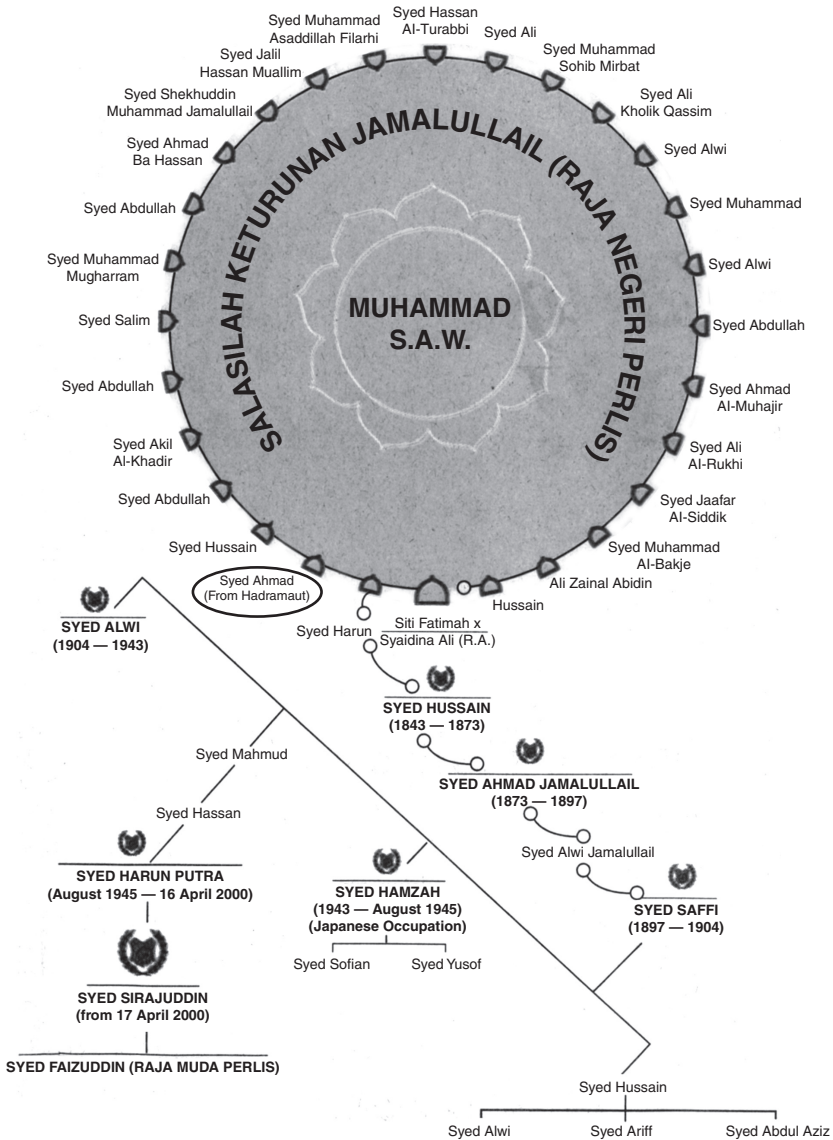 Syed Hassan
Al-Turabbi
Syed Muhammad
Asaddillah Filarhi
Syed Ali
Syed Jalil
Hassan Muallim
Syed Muhammad
Sohib Mirbat
Syed Shekhuddin
Muhammad Jamalullail
Syed Ali
Kholik Qassim
Syed Ahmad
Ba Hassan
Syed Alwi
Syed Abdullah
Syed Muhammad
Syed Muhammad
Mugharram
Syed Alwi
Syed Salim
Syed Abdullah
Syed Abdullah
Syed Ahmad
Al-Muhajir
Syed Akil
Al-Khadir
Syed Ali
Al-Rukhi
Syed Abdullah
Syed Jaafar
Al-Siddik
Syed Hussain
Syed Muhammad
Al-Bakje
Syed Ahmad
(From Hadramaut)
Ali Zainal Abidin
Hussain
SALASILAH KETURUNAN JAMALULLAIL (RAJA NEGERI PERLIS)
MUHAMMAD
S.A.W.
Syed Harun
Siti Fatimah x
Syaidina Ali (R.A.)
SYED ALWI
(1904 — 1943)
SYED HUSSAIN
(1843 — 1873)
Syed Mahmud
SYED AHMAD JAMALULLAIL
(1873 — 1897)
Syed Hassan
Syed Alwi Jamalullail
SYED HARUN PUTRA
(August 1945 — 16 April 2000)
SYED HAMZAH
(1943 — August 1945)
(Japanese Occupation)
SYED SAFFI
(1897 — 1904)
Syed Sofian
Syed Yusof
SYED SIRAJUDDIN
(from 17 April 2000)
SYED FAIZUDDIN (RAJA MUDA PERLIS)
Syed Hussain
Syed Alwi
Syed Ariff
Syed Abdul Aziz